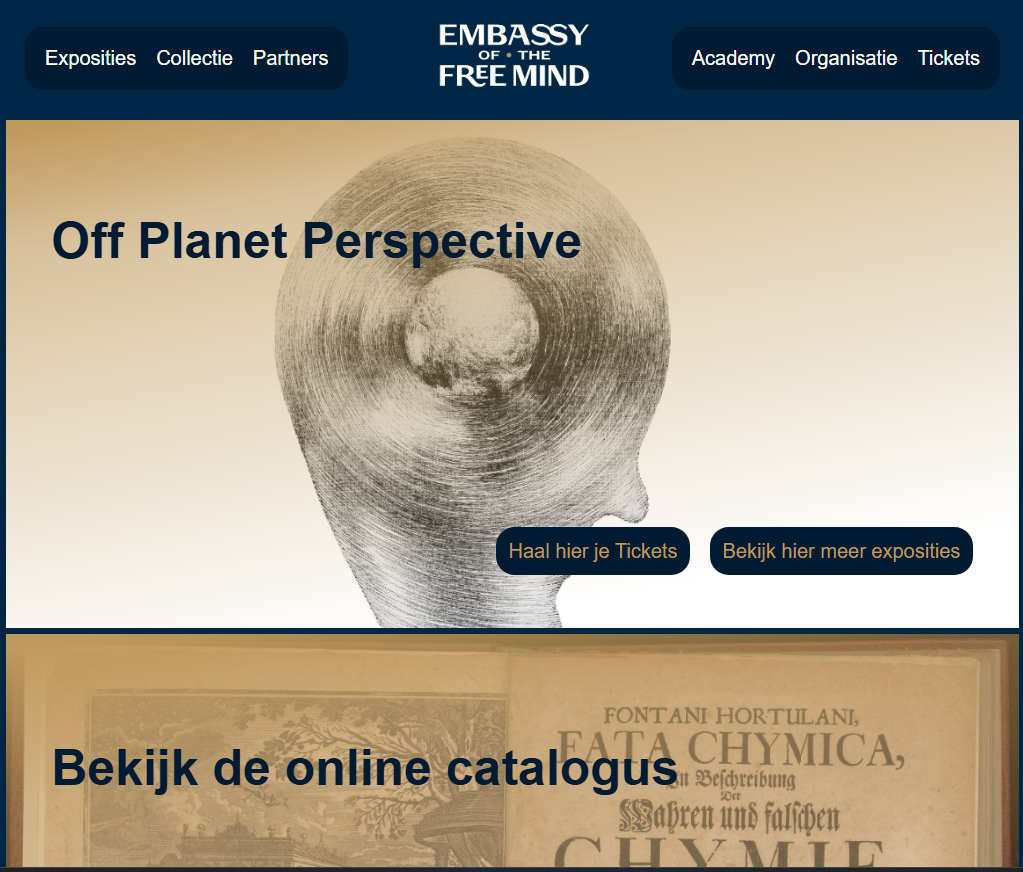 Exposities Collectie Partners
EMBASSY
OF • THE
FREE MIND
Academy Organisatie Tickets
Off Planet Perspective
Haal hier je Tickets
Bekijk hier meer exposities
FONTANI HORTULANI,
FATA CHYMICA,
Bekijk de online catalogus
In Beschreibung
Der
Wahren und falschen
CHYMIE